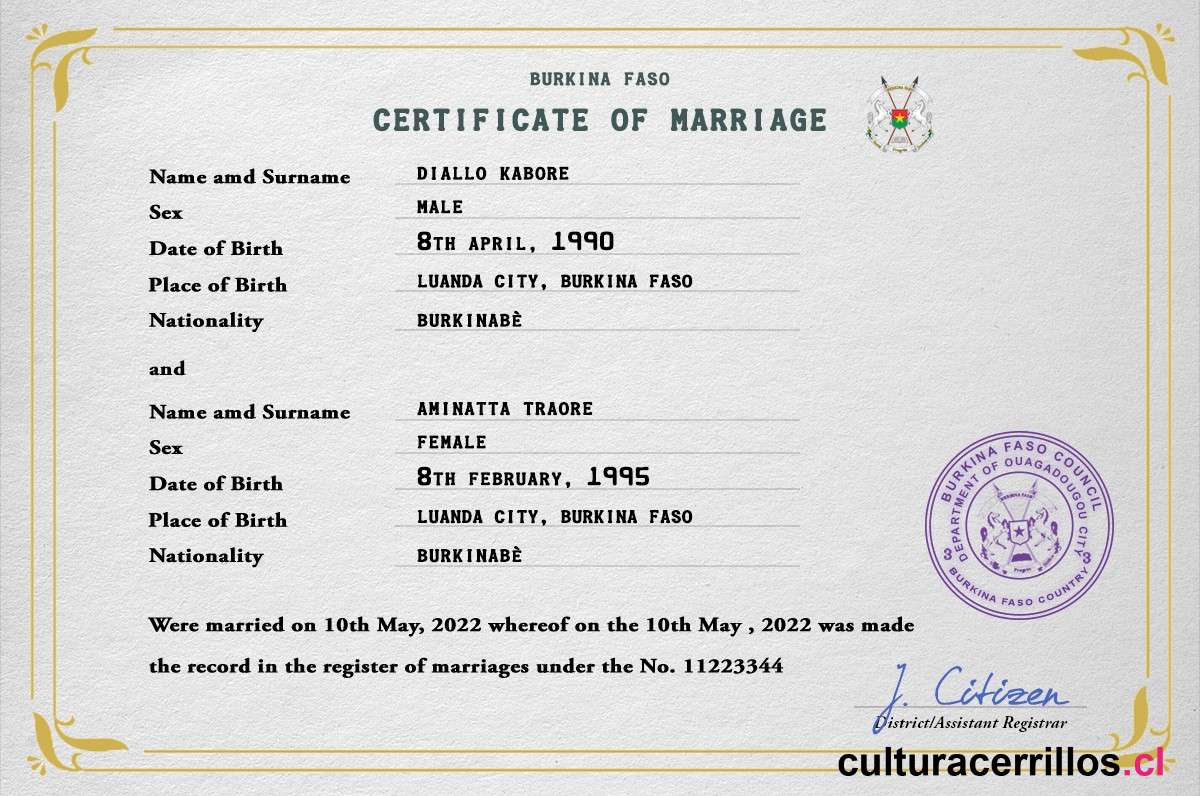 BURKINA FASO
CERTIFICATE OF MARRIAGE
Name amd Surname DIALLO KABORE
Sex MALE
Date of Birth 8TH APRIL, 1990
Place of Birth LUANDA CITY, BURKINA FASO
Nationality BURKINABÈ
and
Name amd Surname AMINATTA TRAORE
Sex FEMALE
Date of Birth 8TH FEBRUARY, 1995
Place of Birth LUANDA CITY, BURKINA FASO
Nationality BURKINABÈ
BURKINA FASO COUNCIL
DEPARTMENT OF OUAGADOUGOU CITY
3 3
BURKINA FASO COUNTRY
Were married on 10th May, 2022 whereof on the 10th May , 2022 was made
the record in the register of marriages under the No. 11223344
J. Citizen
District/Assistant Registrar
culturacerrillos.cl